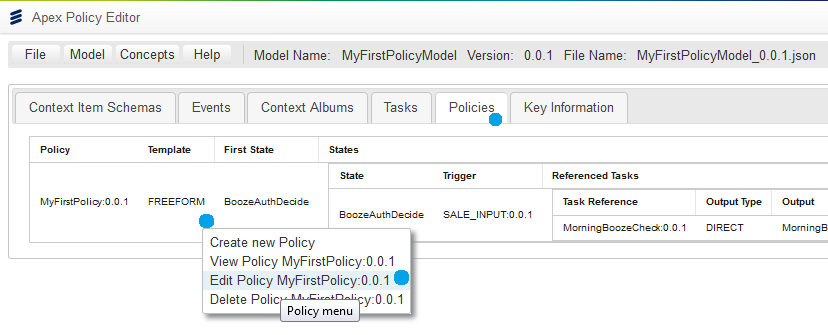 Apex Policy Editor
File Model Concepts Help Model Name: MyFirstPolicyModel Version: 0.0.1 File Name: MyFirstPolicyModel_0.0.1.json
Context Item Schemas Events Context Albums Tasks Policies Key Information
Policy Template First State States
State Trigger Referenced Tasks
Task Reference Output Type Output
MyFirstPolicy:0.0.1 FREEFORM BoozeAuthDecide BoozeAuthDecide SALE_INPUT:0.0.1
MorningBoozeCheck:0.0.1 DIRECT
Create new Policy
View Policy MyFirstPolicy:0.0.1
Edit Policy MyFirstPolicy:0.0.1
Delete Policy MyFirstPolicy:0.0.1
Policy menu